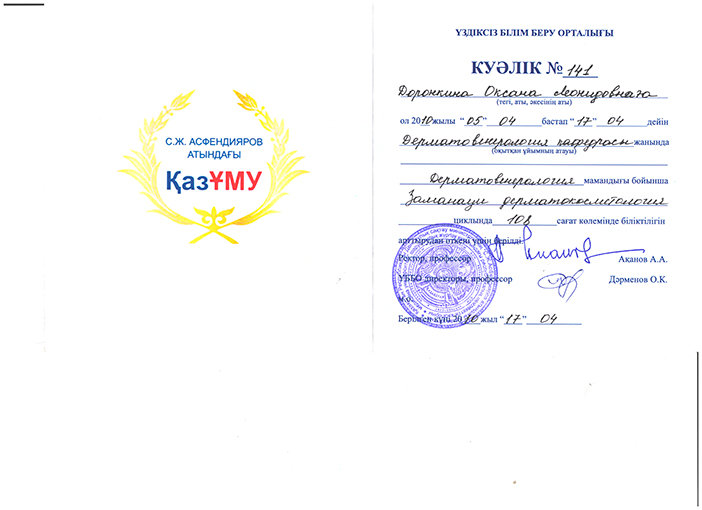 С.Ж. АСФЕНДИЯРОВ
АТЫНДАҒЫ
ҚазҰМУ
ҮЗДІКСІЗ БІЛІМ БЕРУ ОРТАЛЫҒЫ
КУӘЛІК № 141
Доронкина Оксана Леонидовнаға
(тегі, аты, әкесінің аты)
ол 2010жылы “05” 04 бастап “17” 04 дейін
Дерматовенрология кафедрасы жанында
(оқытқан ұйымның атауы)
Дерматовенрология мамандығы бойынша
Заманауи дерматокосметология
циклында 108 сағат көлемінде біліктілігін
арттырудан өткені үшін берілді.
Ректор, профессор Аканов А.А.
ҮББО директоры, профессор Дәрменов О.К.
М.О.
Берілген күні 2010 жыл “17” 04